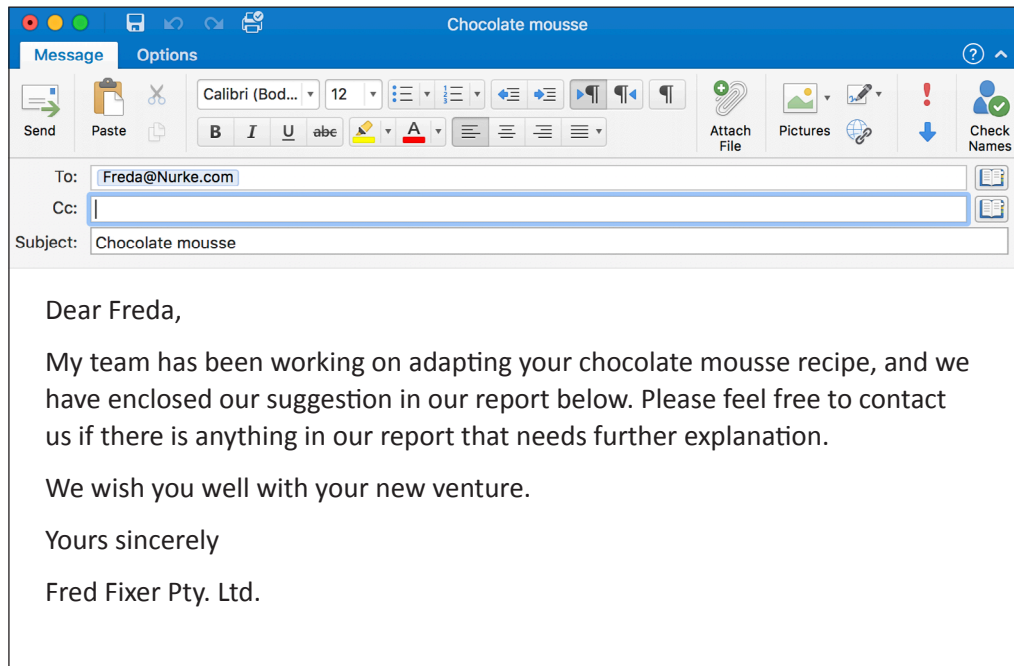 Chocolate mousse
Message Options
?
Calibri (Bod... 12
Send Paste B I U abc A Attach File Pictures Check Names
To: Freda@Nurke.com
Cc:
Subject: Chocolate mousse
Dear Freda,
My team has been working on adapting your chocolate mousse recipe, and we
have enclosed our suggestion in our report below. Please feel free to contact
us if there is anything in our report that needs further explanation.
We wish you well with your new venture.
Yours sincerely
Fred Fixer Pty. Ltd.